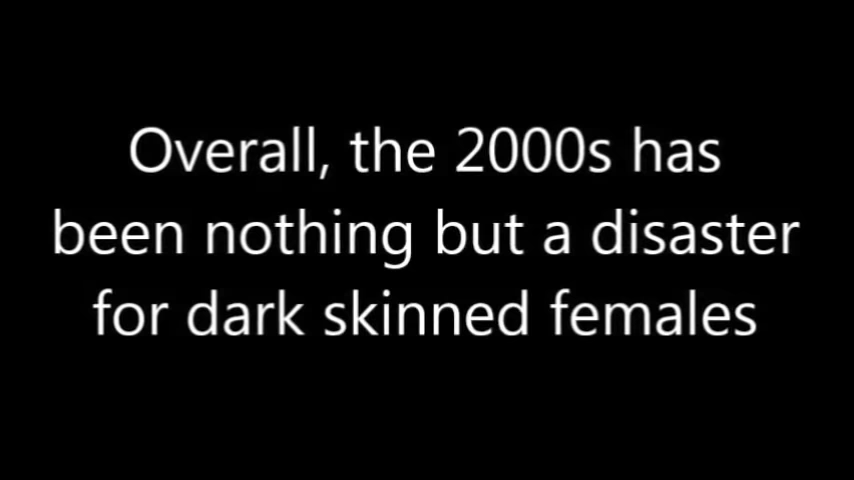 Overall, the 2000s has
been nothing but a disaster
for dark skinned females